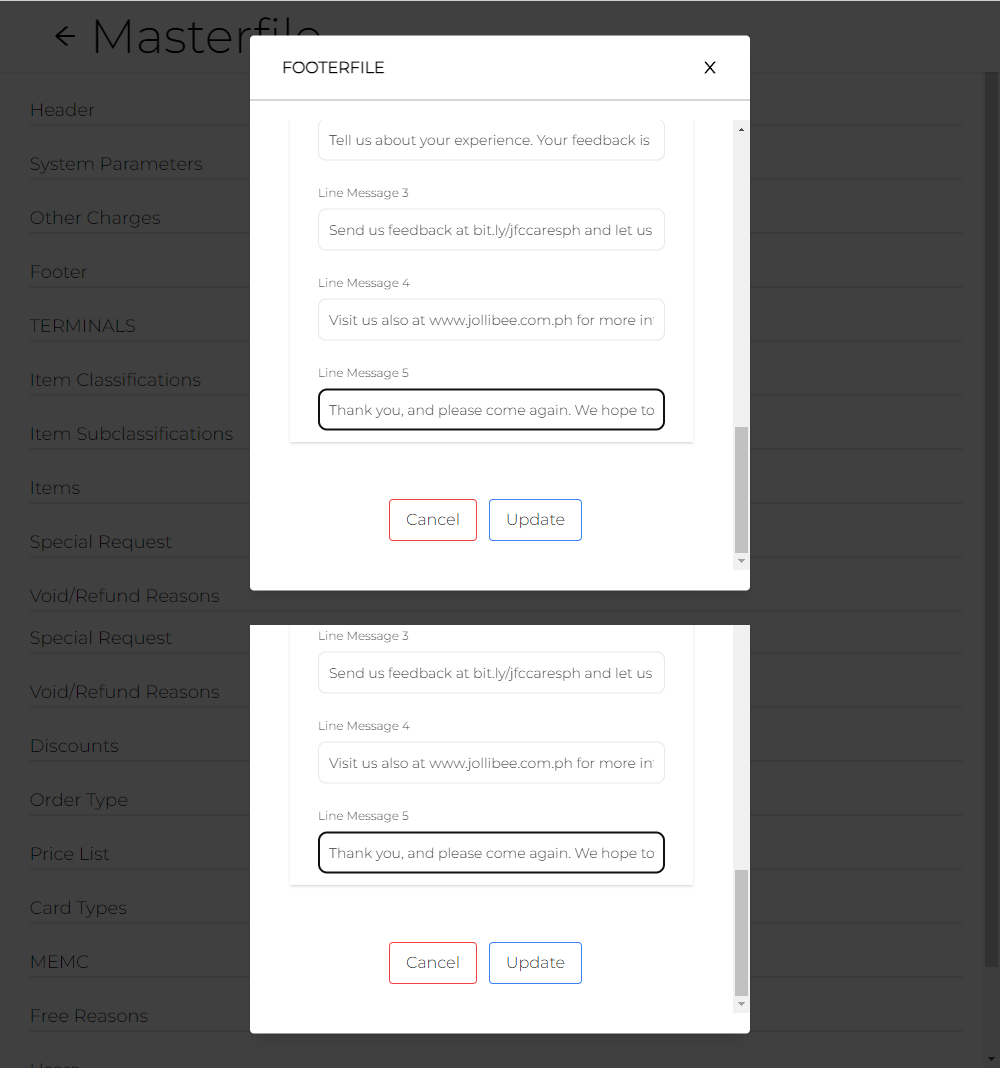 Masterfile
FOOTERFILE
X
Header
Tell us about your experience. Your feedback is
System Parameters
Line Message 3
Other Charges
Send us feedback at bit.ly/jfccaresph and let us
Footer
Line Message 4
TERMINALS
Visit us also at www.jollibee.com.ph for more in
Item Classifications
Line Message 5
Thank you, and please come again. We hope to
Item Subclassifications
Items
Cancel
Update
Special Request
Void/Refund Reasons
Special Request
Line Message 3
Send us feedback at bit.ly/jfccaresph and let us
Void/Refund Reasons
Line Message 4
Discounts
Visit us also at www.jollibee.com.ph for more in
Order Type
Line Message 5
Price List
Thank you, and please come again. We hope to
Card Types
MEMC
Cancel
Update
Free Reasons
Users